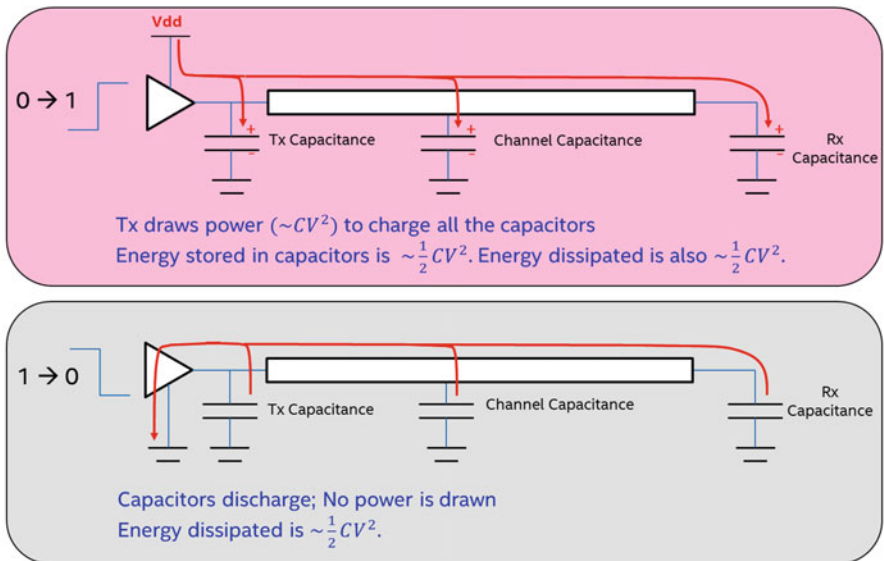 Vdd
0 → 1
+
-
Tx Capacitance
+
-
Channel Capacitance
+
-
Rx
Capacitance
Tx draws power (~CV²) to charge all the capacitors
Energy stored in capacitors is ~½CV². Energy dissipated is also ~½CV².
1 → 0
Tx Capacitance
Channel Capacitance
Rx
Capacitance
Capacitors discharge; No power is drawn
Energy dissipated is ~½CV².